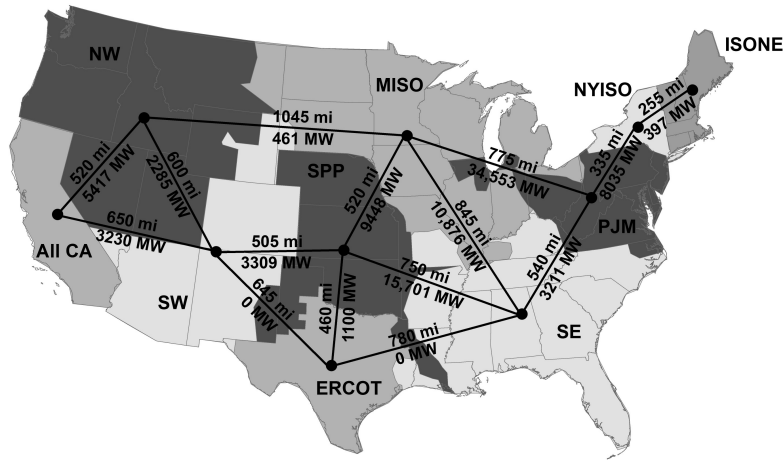 ISONE
NW
NYISO
MISO
255 mi
397 MW
1045 mi
461 MW
335 mi
8035 MW
520 mi
5417 MW
600 mi
2285 MW
SPP
520 mi
9448 MW
775 mi
34,553 MW
845 mi
10,876 MW
PJM
650 mi
3230 MW
All CA
505 mi
3309 MW
750 mi
15,701 MW
540 mi
3211 MW
SW
645 mi
0 MW
460 mi
1100 MW
780 mi
0 MW
SE
ERCOT